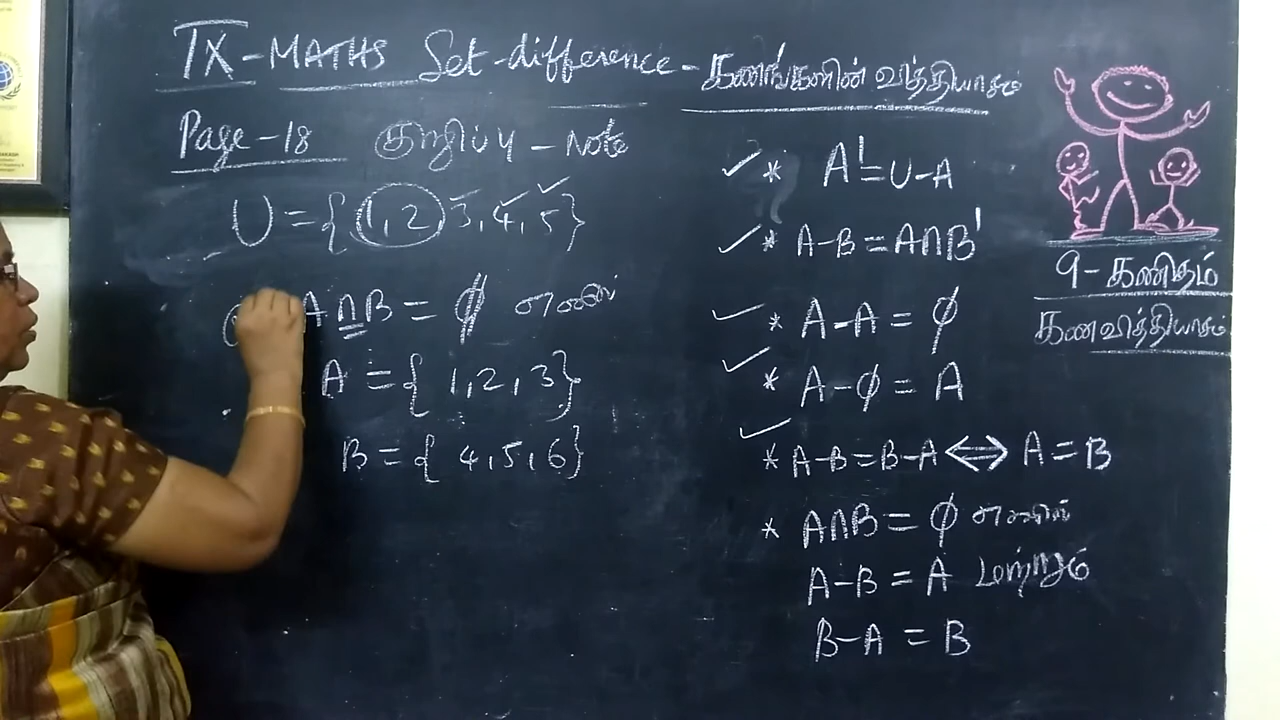 IX-MATHS Set-difference-கணங்களின் வித்தியாசம்
Page-18 குறிப்பு - Note
U = {1,2 3,4,5}
A∩B = φ எனில்
A = {1,2,3}
B = {4,5,6}
* A' = U-A
* A-B = A∩B'
* A-A = φ
* A-φ = A
* A-B=B-A ⟺ A=B
* A∩B = φ எனில்
A-B = A மற்றும்
B-A = B
9-கணிதம்
கணவித்தியாசம்